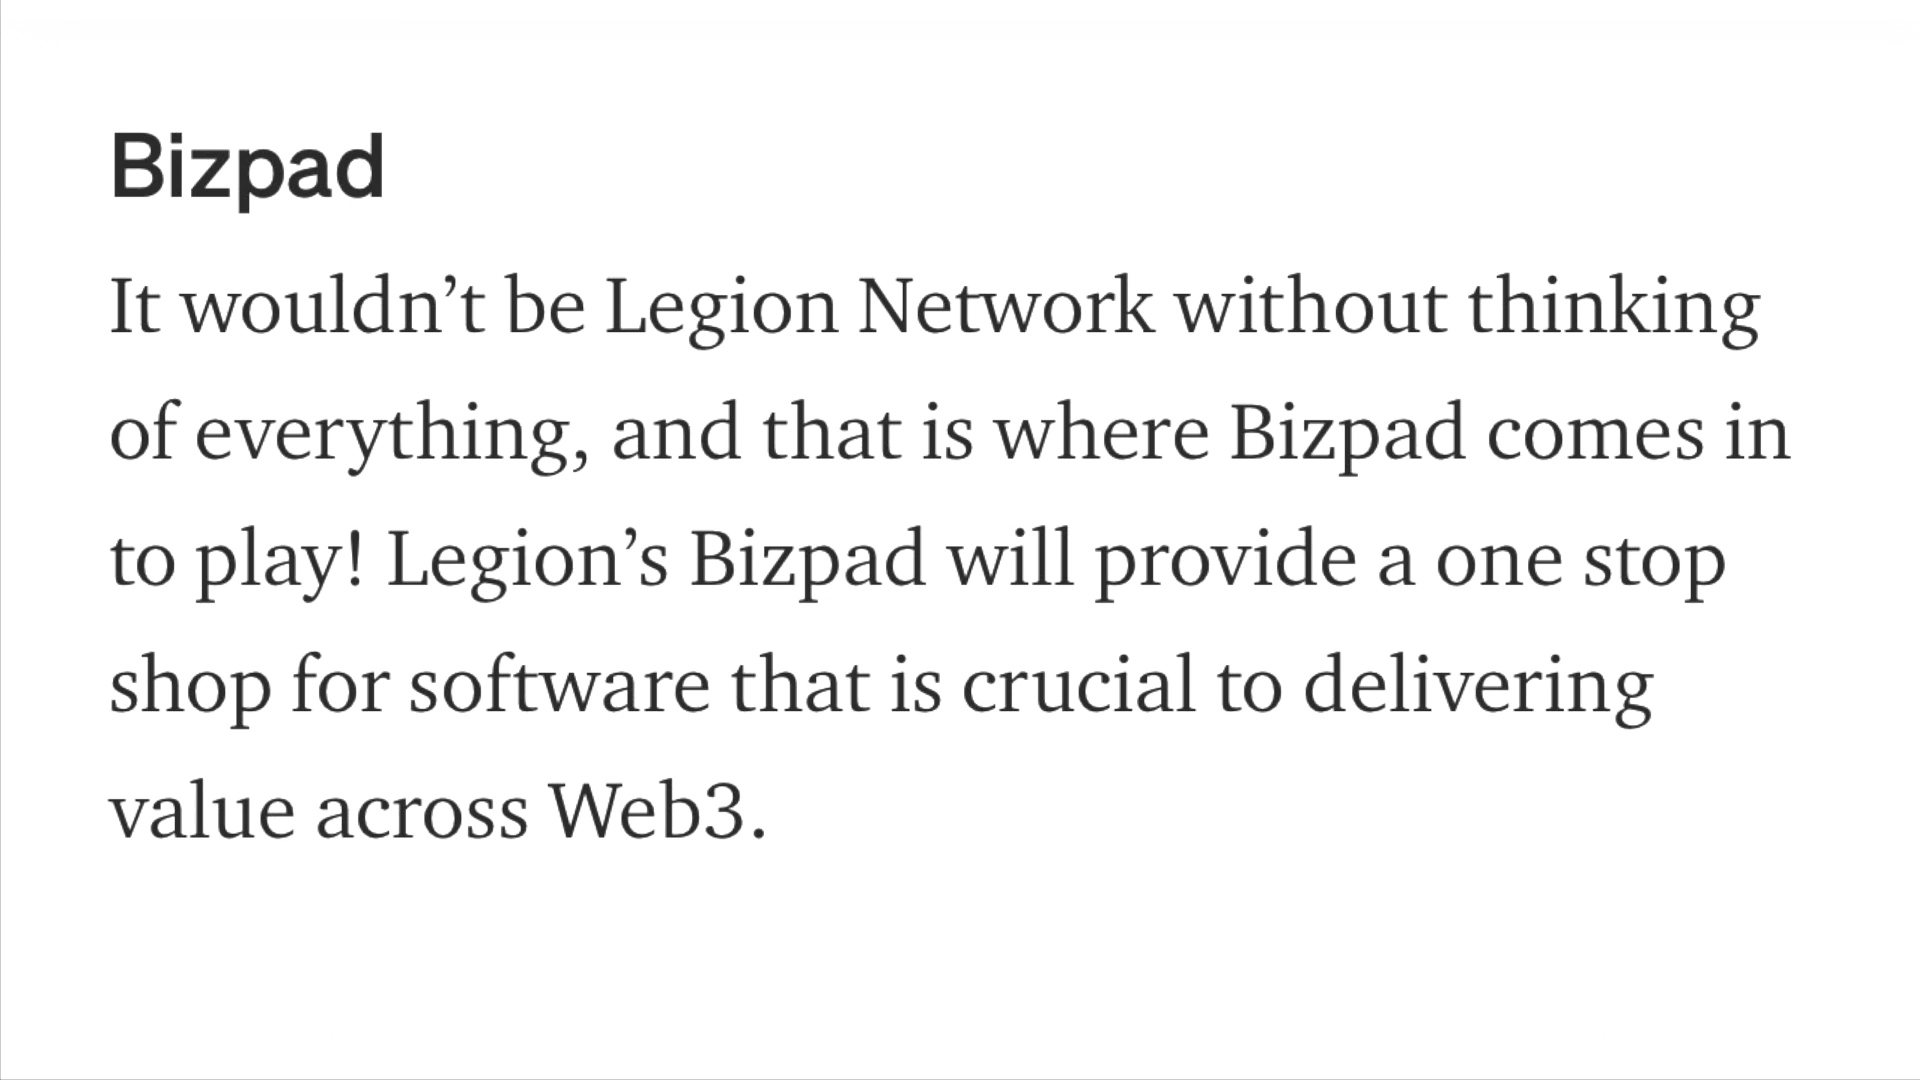 Bizpad
It wouldn’t be Legion Network without thinking
of everything, and that is where Bizpad comes in
to play! Legion’s Bizpad will provide a one stop
shop for software that is crucial to delivering
value across Web3.